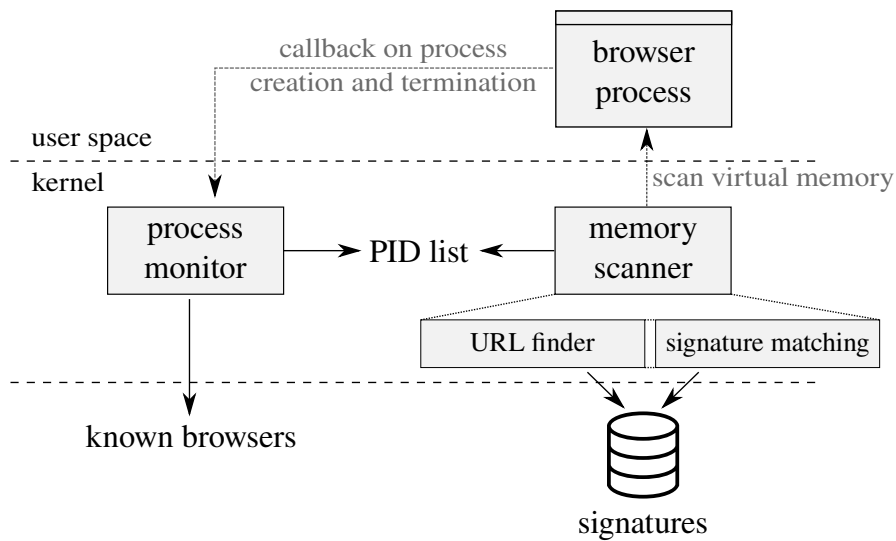 callback on process
creation and termination
browser
process
user space
kernel
scan virtual memory
process
monitor
PID list
memory
scanner
URL finder
signature matching
known browsers
signatures